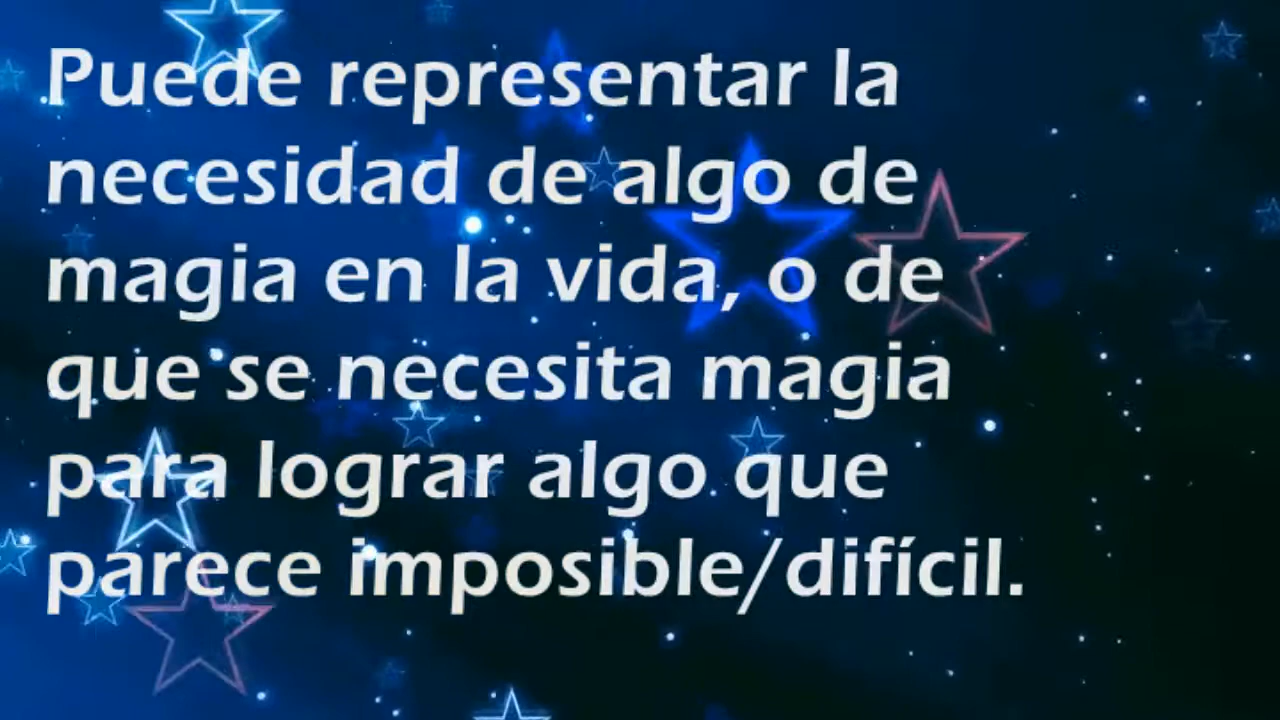 Puede representar la
necesidad de algo de
magia en la vida, o de
que se necesita magia
para lograr algo que
parece imposible/difícil.